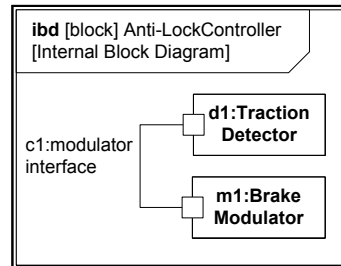 ibd [block] Anti-LockController
[Internal Block Diagram]
d1:Traction
Detector
c1:modulator
interface
m1:Brake
Modulator